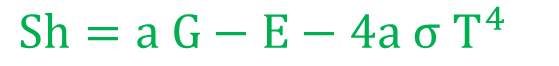 Sh = a G − E − 4a σ T⁴